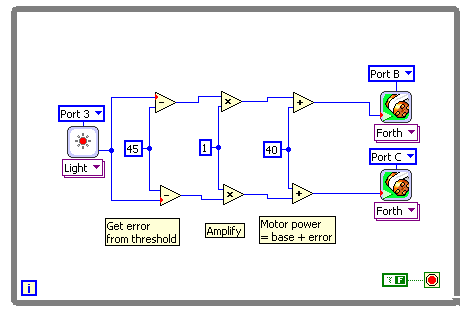 Port B
Port 3
45
1
40
Forth
Light
Port C
Get error
from threshold
Amplify
Motor power
= base + error
Forth
i
F